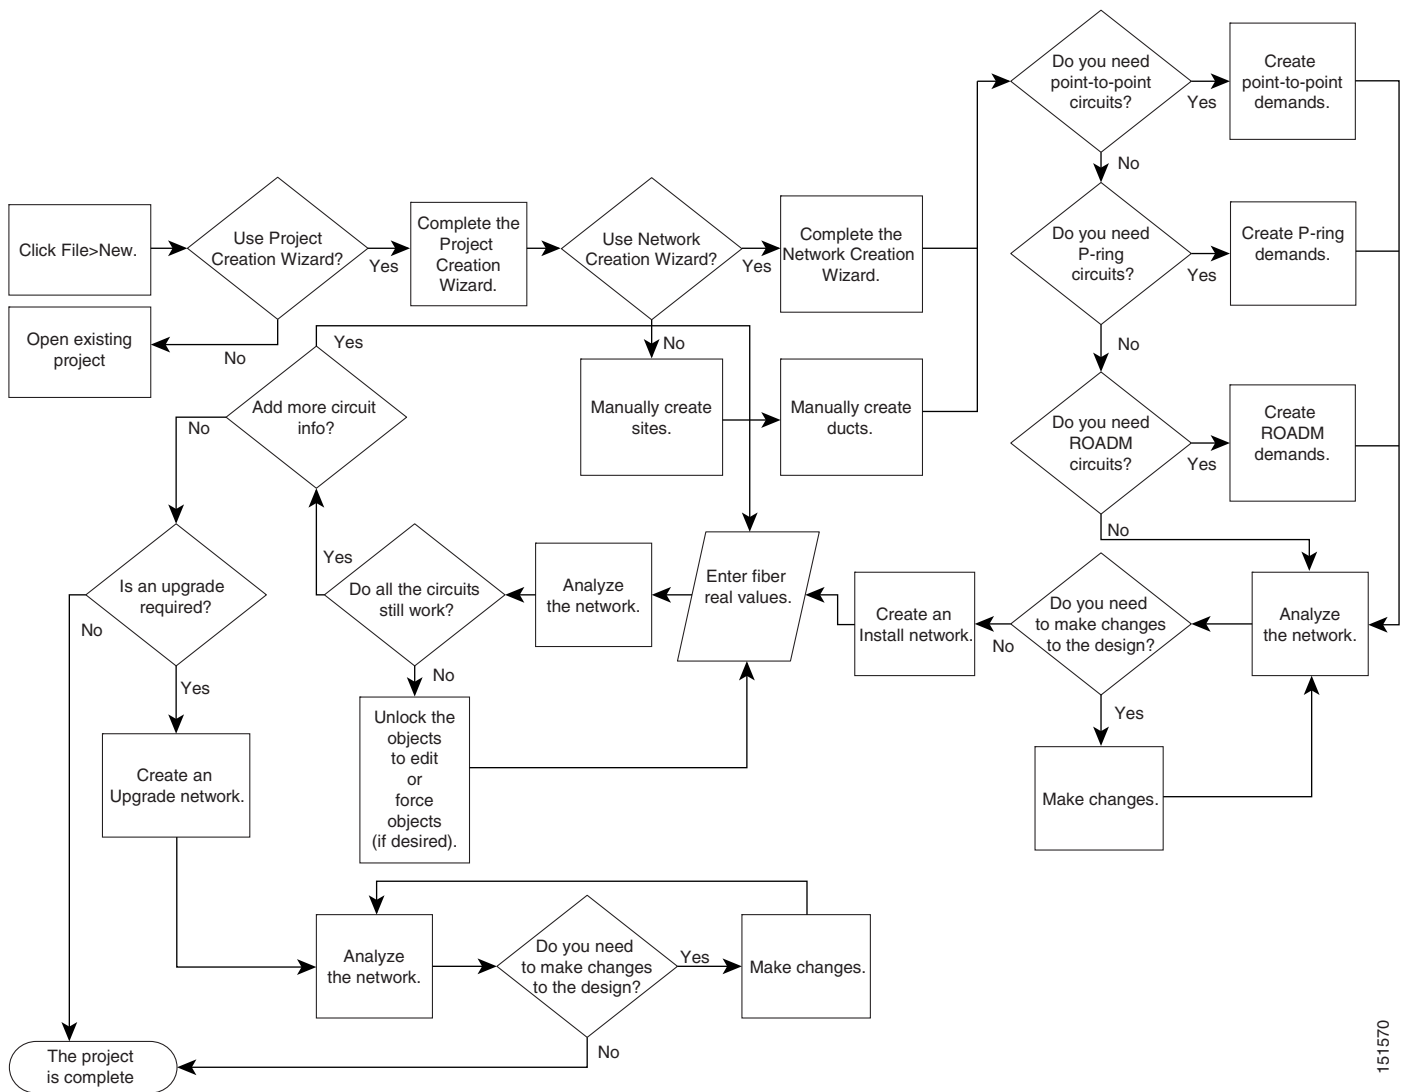 Do you need
point-to-point
circuits?
Yes
Create
point-to-point
demands.
No
Click File>New.
Use Project
Creation Wizard?
Yes
Complete the
Project
Creation
Wizard.
Use Network
Creation Wizard?
Yes
Complete the
Network Creation
Wizard.
Do you need
P-ring
circuits?
Yes
Create P-ring
demands.
No
Open existing
project
No
Yes
No
Add more circuit
info?
No
Manually create
sites.
Manually create
ducts.
Do you need
ROADM
circuits?
Yes
Create
ROADM
demands.
No
Is an upgrade
required?
No
Yes
Yes
Do all the circuits
still work?
No
Analyze
the network.
Enter fiber
real values.
Create an
Install network.
No
Do you need
to make changes
to the design?
Yes
Analyze
the network.
Make changes.
Unlock the
objects
to edit
or
force
objects
(if desired).
Create an
Upgrade network.
Analyze
the network.
Do you need
to make changes
to the design?
Yes
Make changes.
No
The project
is complete
151570